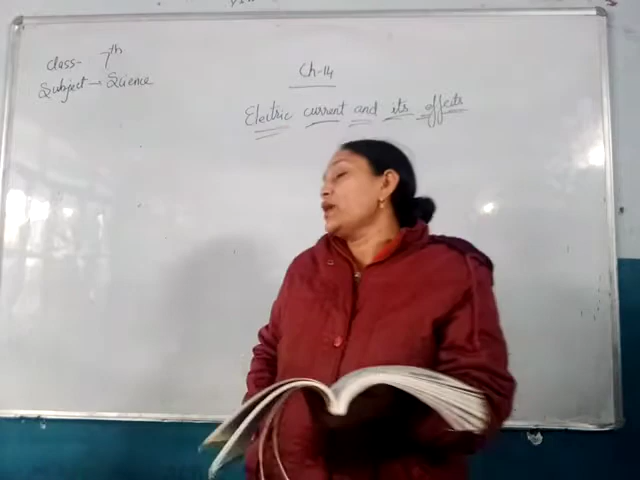 class- 7th
Subject - Science
Ch-14
Electric current and its effects